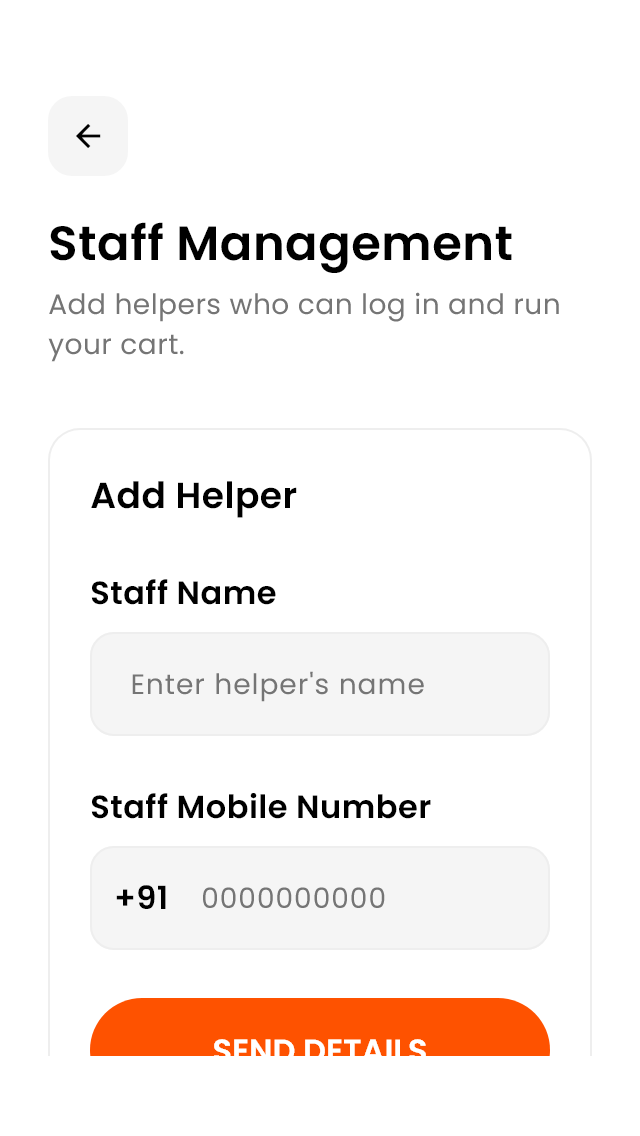 Staff Management
Add helpers who can log in and run
your cart.
Add Helper
Staff Name
Enter helper's name
Staff Mobile Number
+91 0000000000
SEND DETAILS